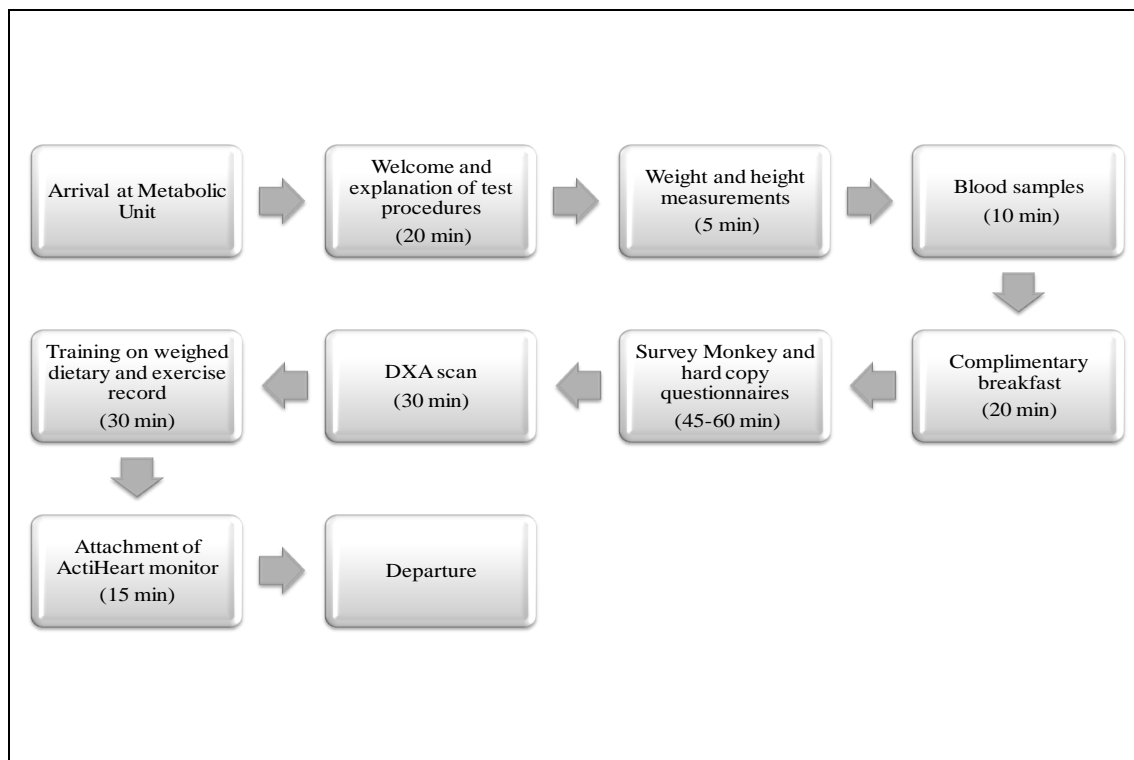 Arrival at Metabolic
Unit
Welcome and
explanation of test
procedures
(20 min)
Weight and height
measurements
(5 min)
Blood samples
(10 min)
Complimentary
breakfast
(20 min)
Survey Monkey and
hard copy
questionnaires
(45-60 min)
DXA scan
(30 min)
Training on weighed
dietary and exercise
record
(30 min)
Attachment of
ActiHeart monitor
(15 min)
Departure